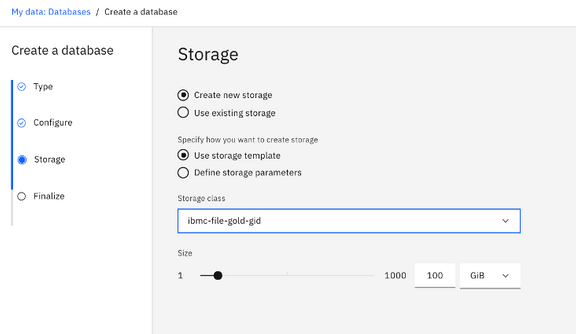 My data: Databases / Create a database
Create a database
Type
Configure
Storage
Finalize
Storage
Create new storage
Use existing storage
Specify how you want to create storage
Use storage template
Define storage parameters
Storage class
ibmc-file-gold-gid
Size
1 1000 100 GiB